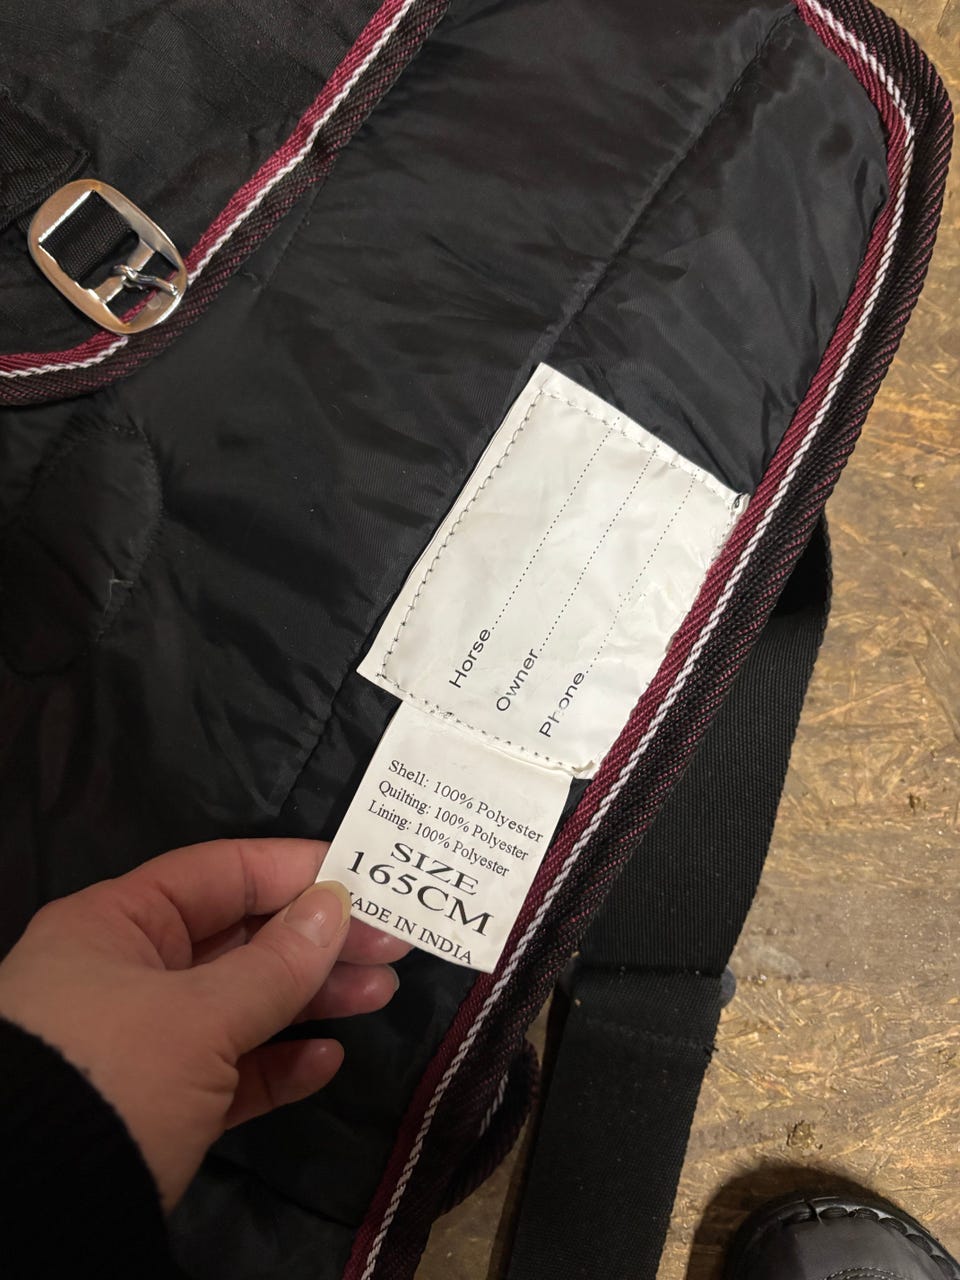 Horse
Owner
Phone
Shell: 100% Polyester
Quilting: 100% Polyester
Lining: 100% Polyester
SIZE
165CM
MADE IN INDIA